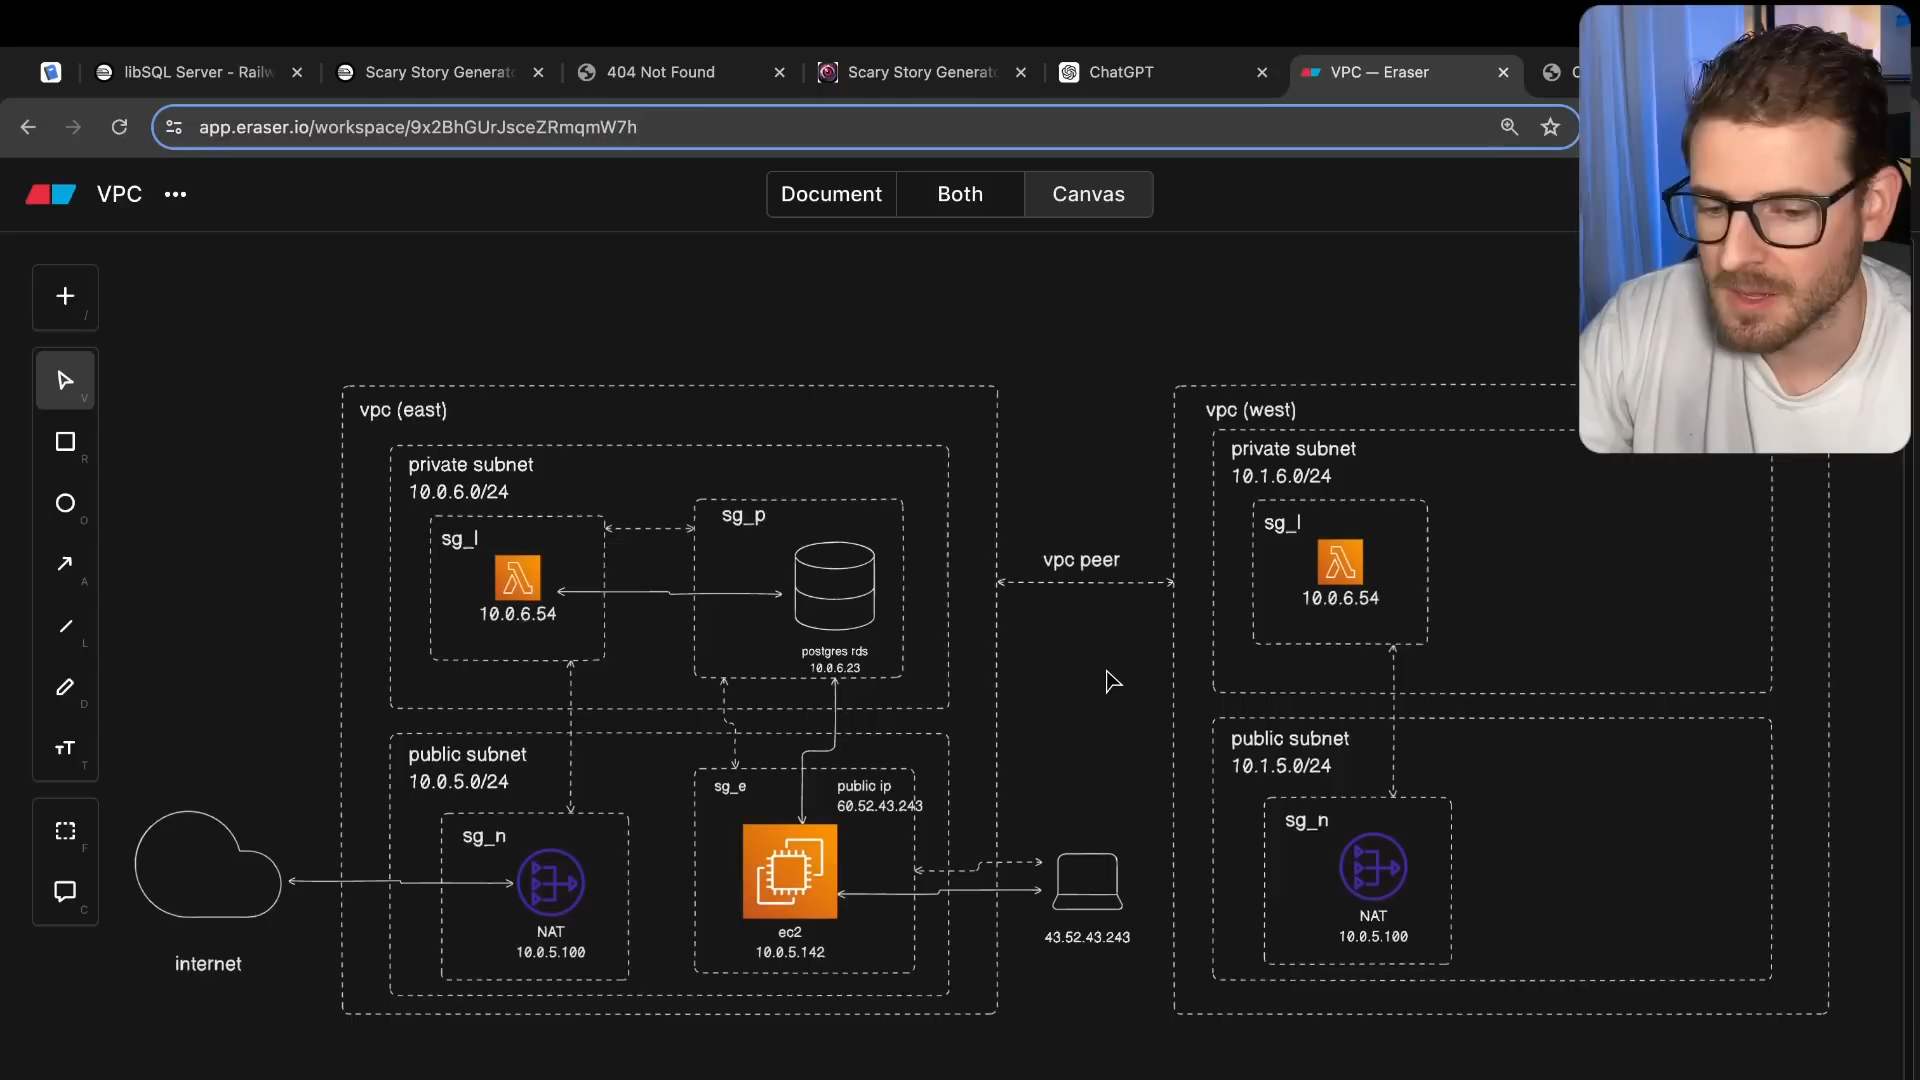 libSQL Server - Railw
Scary Story Generato
404 Not Found
Scary Story Generato
ChatGPT
VPC — Eraser
C
app.eraser.io/workspace/9x2BhGUrJsceZRmqmW7h
VPC
Document
Both
Canvas
/
V
R
O
A
L
D
T
F
C
vpc (east)
private subnet
10.0.6.0/24
sg_l
10.0.6.54
sg_p
postgres rds
10.0.6.23
public subnet
10.0.5.0/24
sg_n
NAT
10.0.5.100
sg_e
public ip
60.52.43.243
ec2
10.0.5.142
internet
43.52.43.243
vpc peer
vpc (west)
private subnet
10.1.6.0/24
sg_l
10.0.6.54
public subnet
10.1.5.0/24
sg_n
NAT
10.0.5.100